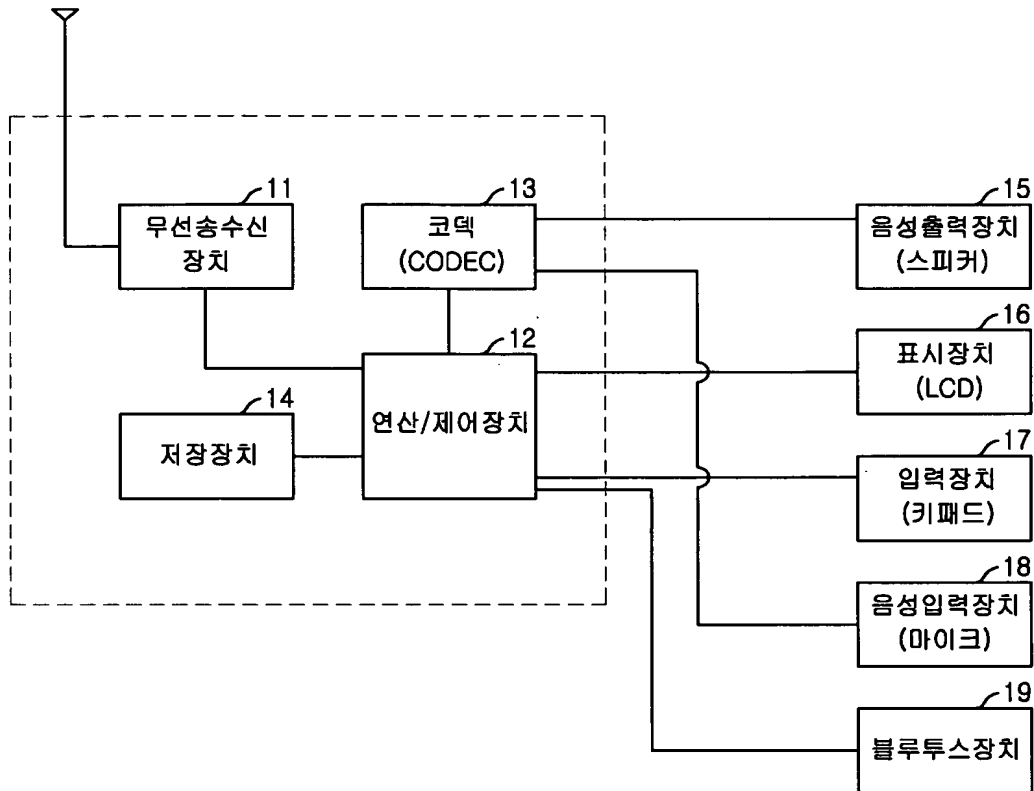 11
무선송수신
장치
13
코덱
(CODEC)
15
음성출력장치
(스피커)
12
연산/제어장치
16
표시장치
(LCD)
14
저장장치
17
입력장치
(키패드)
18
음성입력장치
(마이크)
19
블루투스장치